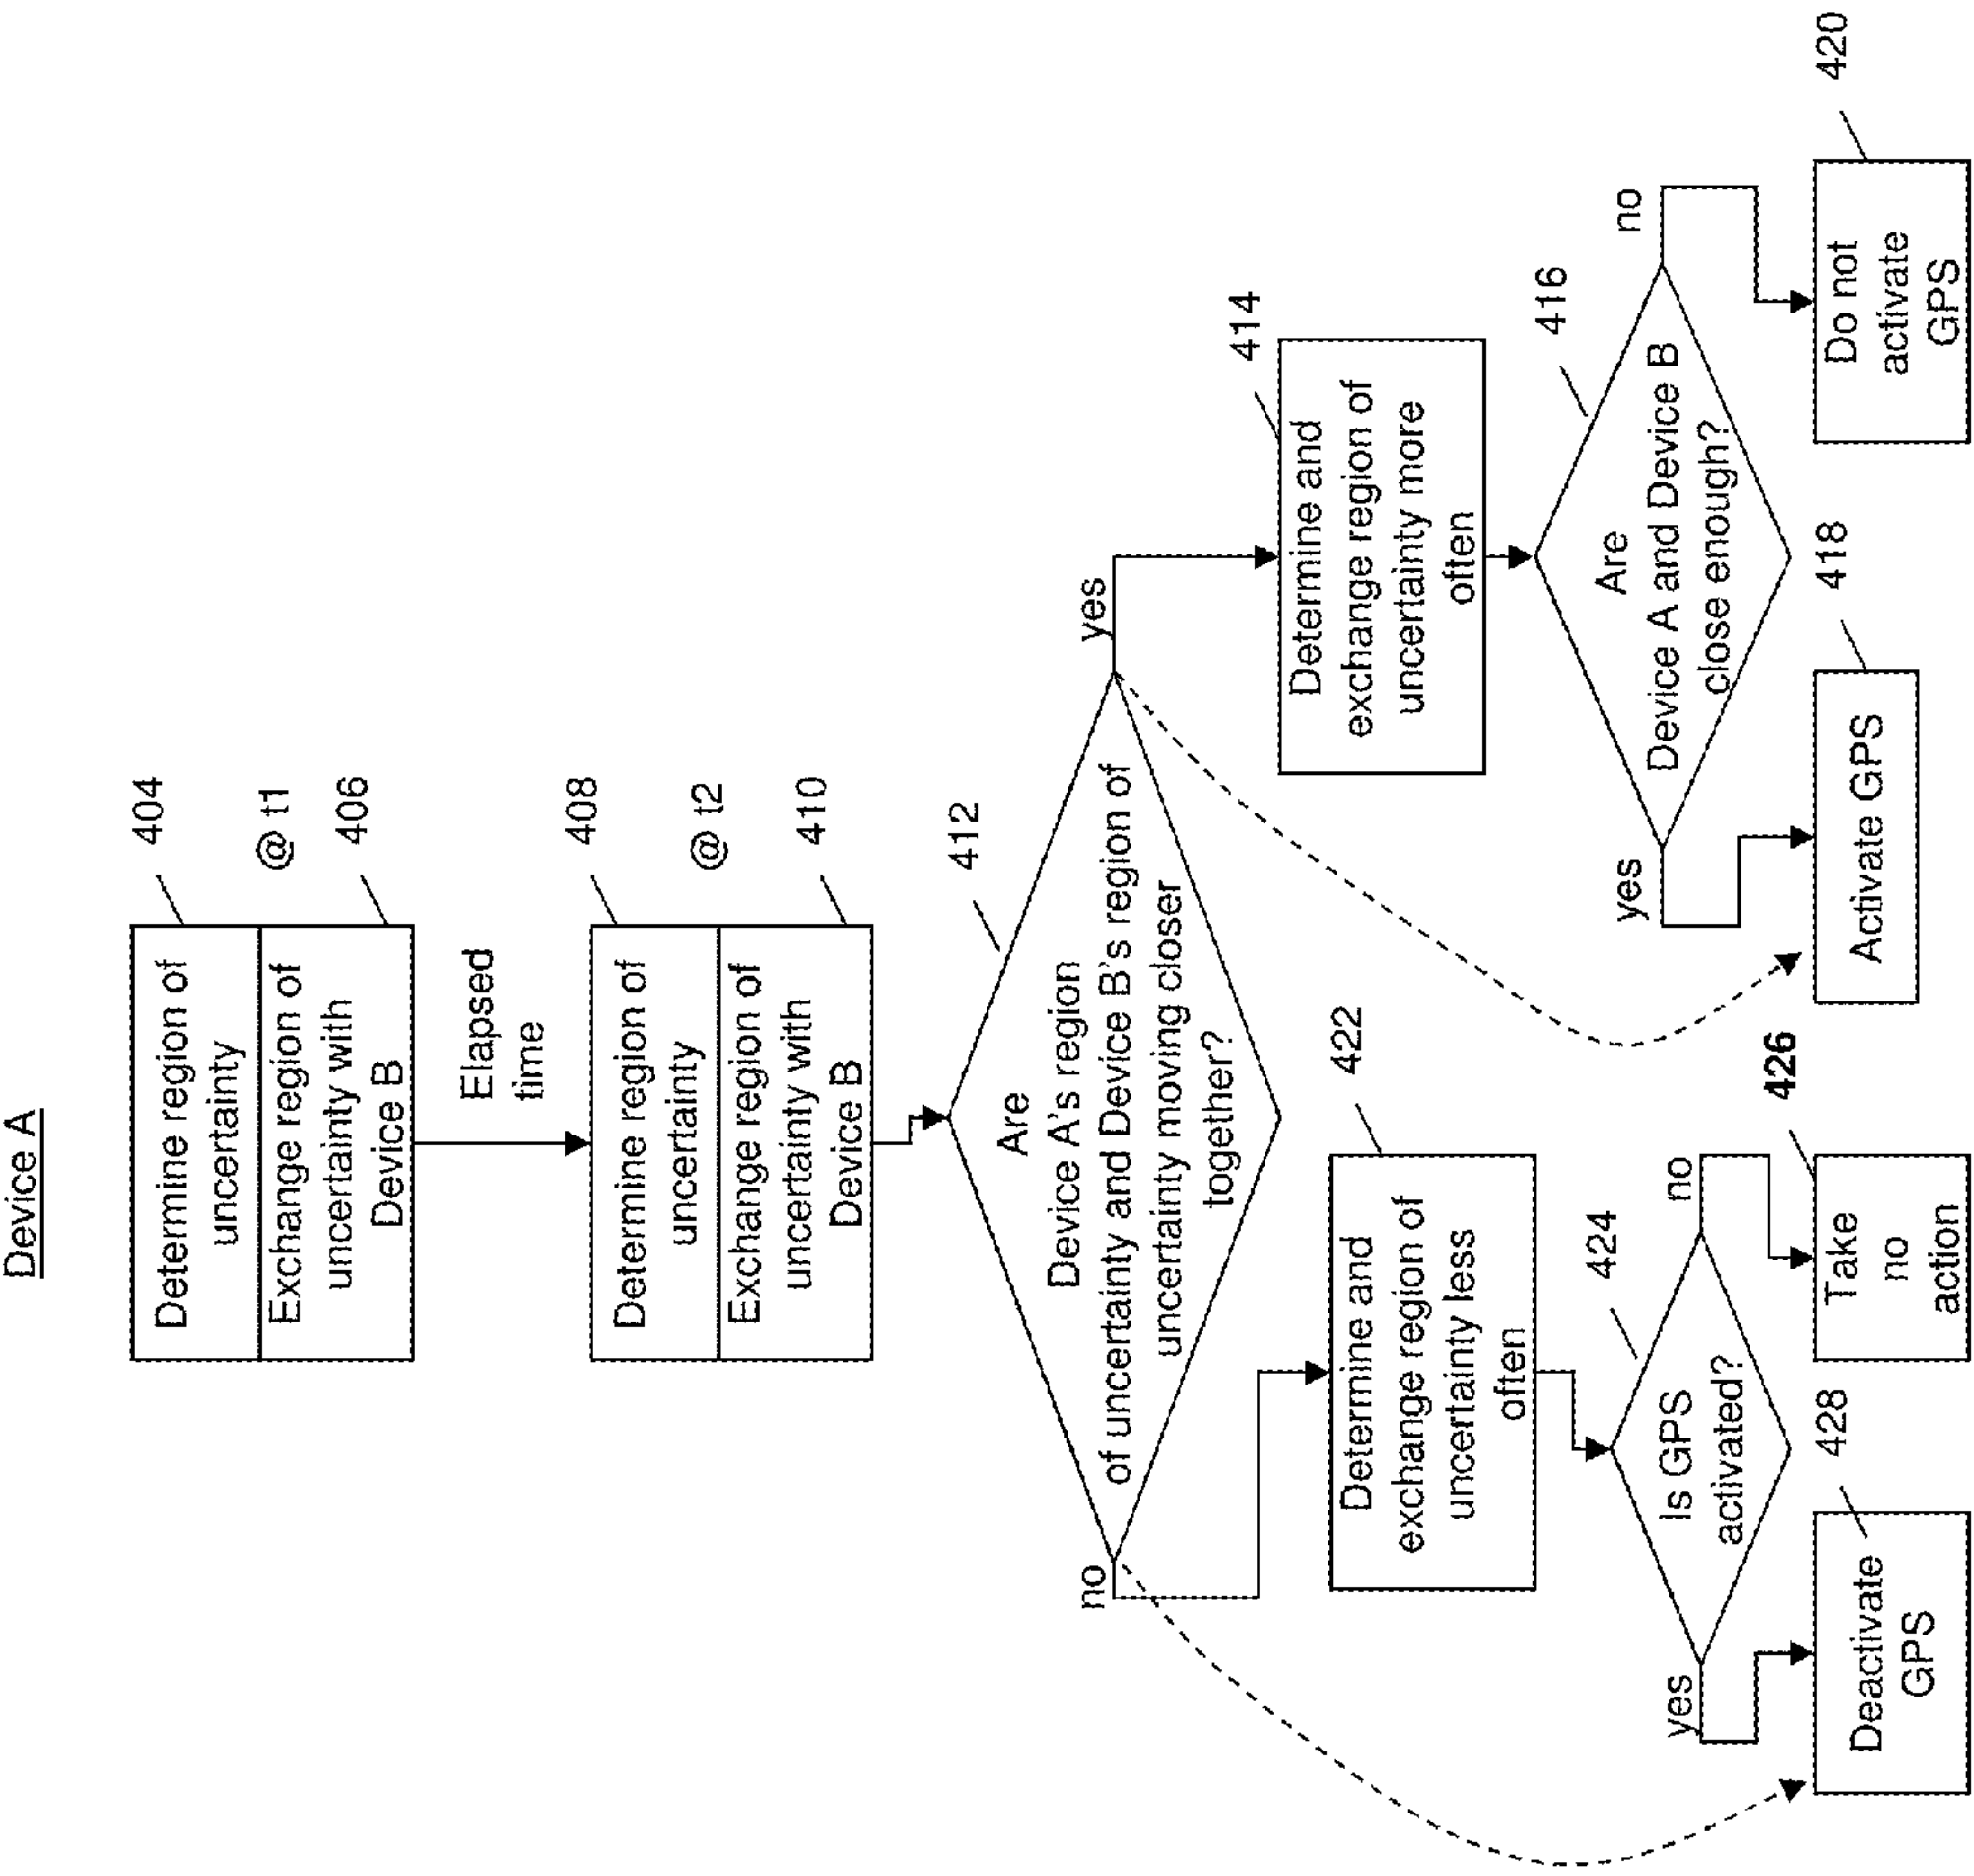 Device A
404
Determine region of
uncertainty
@ t1
406
Exchange region of
uncertainty with
Device B
Elapsed
time
408
Determine region of
uncertainty
@ t2
410
Exchange region of
uncertainty with
Device B
412
Are
Device A's region
of uncertainty and Device B's region of
uncertainty moving closer
together?
no
yes
422
Determine and
exchange region of
uncertainty less
often
424
Is GPS
activated?
yes
no
428
Deactivate
GPS
426
Take
no
action
414
Determine and
exchange region of
uncertainty more
often
416
Are
Device A and Device B
close enough?
yes
no
418
Activate GPS
420
Do not
activate
GPS